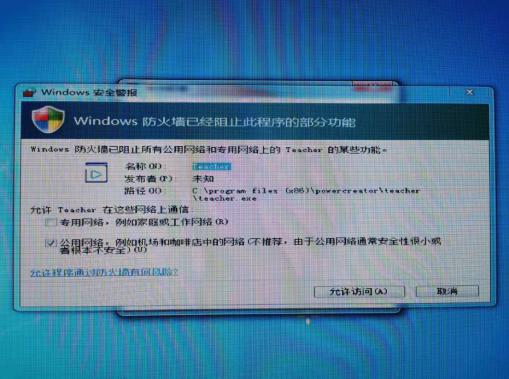 Windows 安全警报
Windows 防火墙已经阻止此程序的部分功能
Windows 防火墙已阻止所有公用网络和专用网络上的 Teacher 的某些功能。
名称(N): Teacher
发布者(P): 未知
路径(O): C:\program files (x86)\powercreator\teacher
\teacher.exe
允许 Teacher 在这些网络上通信:
专用网络，例如家庭或工作网络(R)
公用网络，例如机场和咖啡店中的网络(不推荐，由于公用网络通常安全性很小或
者根本不安全)(U)
允许程序通过防火墙有何风险?
允许访问(A) 取消